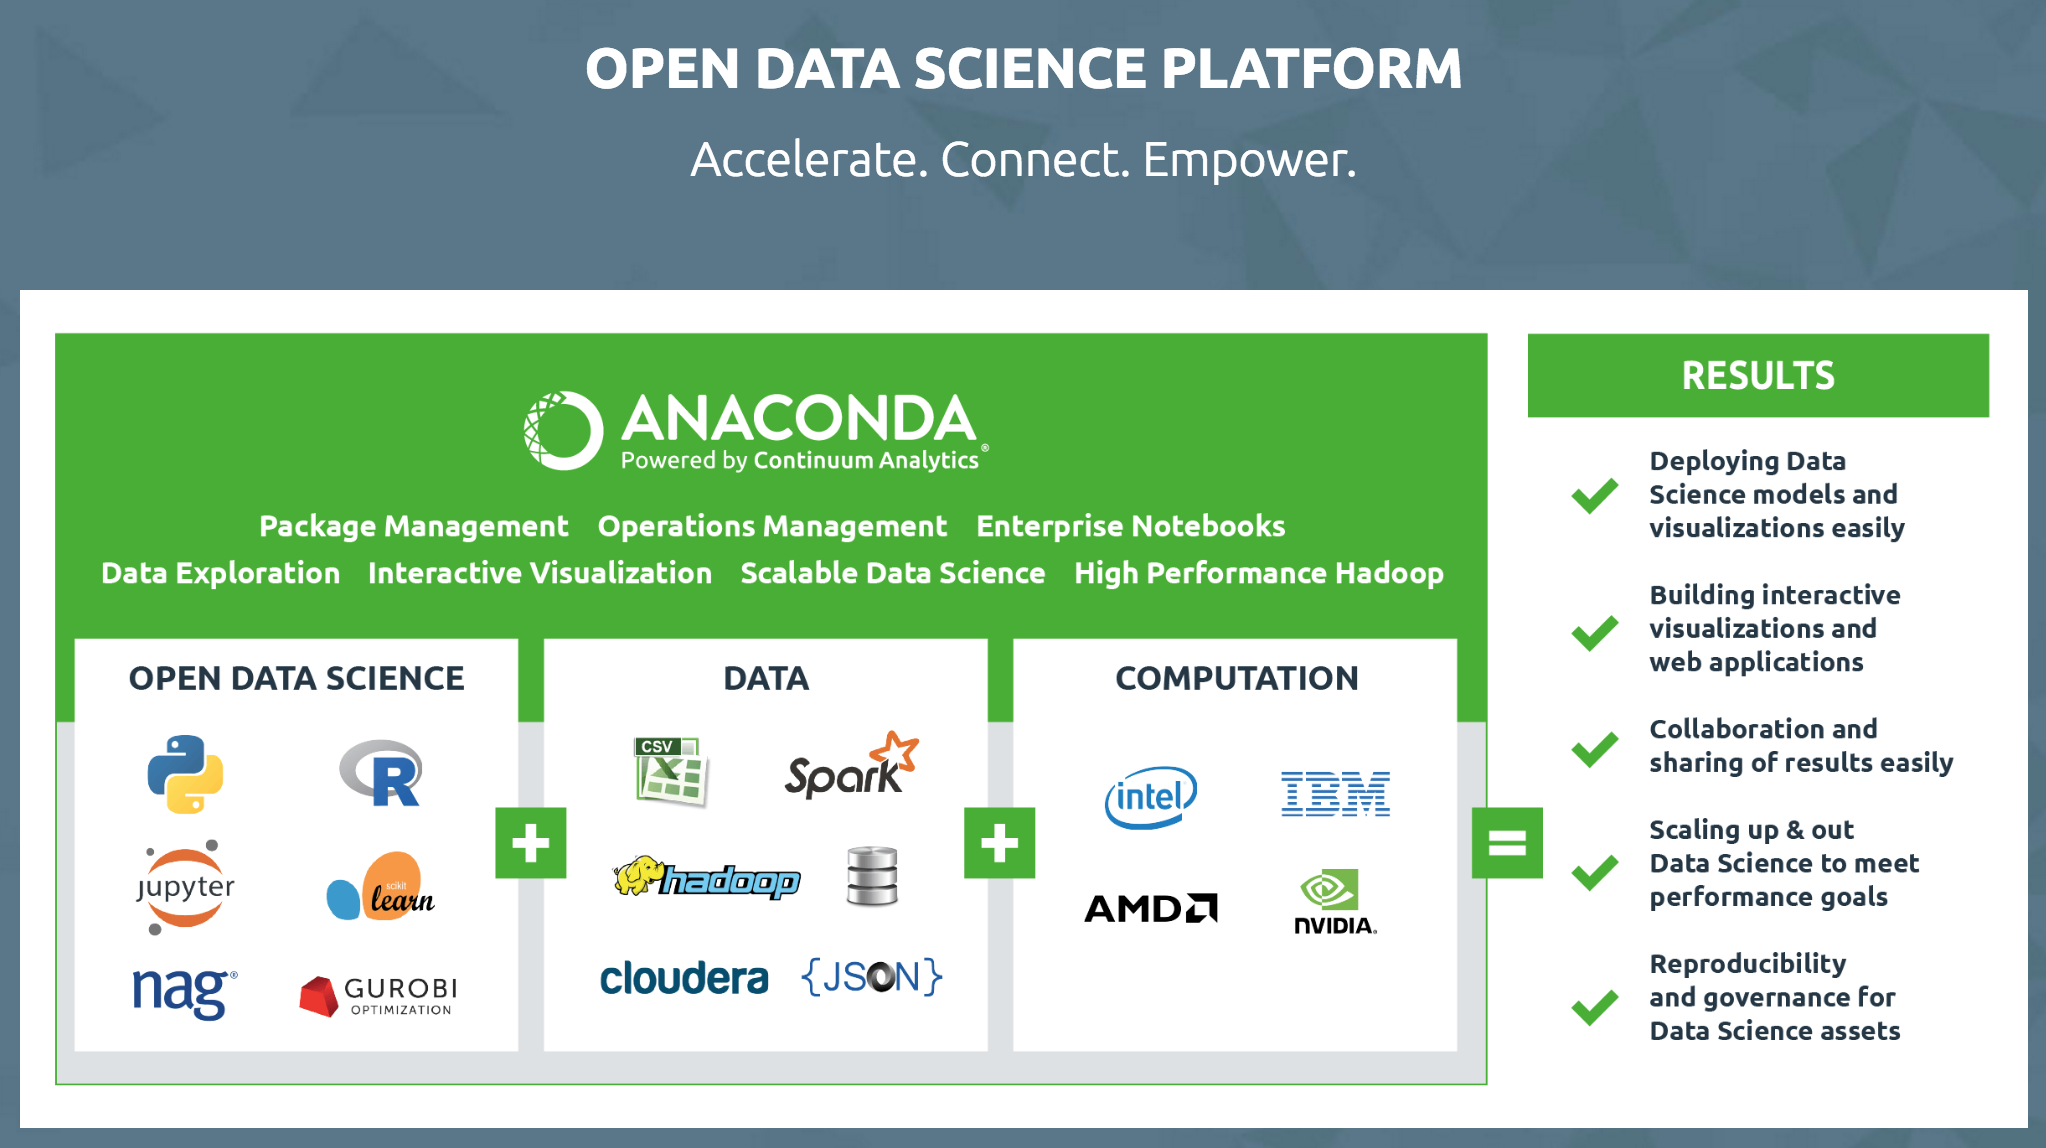 OPEN DATA SCIENCE PLATFORM
Accelerate. Connect. Empower.
ANACONDA
Powered by Continuum Analytics®
Package Management Operations Management Enterprise Notebooks
Data Exploration Interactive Visualization Scalable Data Science High Performance Hadoop
OPEN DATA SCIENCE
R
jupyter
scikit
learn
nag®
GUROBI
OPTIMIZATION
+
DATA
CSV
X
Spark
hadoop
cloudera
{JSON}
+
COMPUTATION
intel
IBM
AMD
NVIDIA.
=
RESULTS
Deploying Data
Science models and
visualizations easily
Building interactive
visualizations and
web applications
Collaboration and
sharing of results easily
Scaling up & out
Data Science to meet
performance goals
Reproducibility
and governance for
Data Science assets